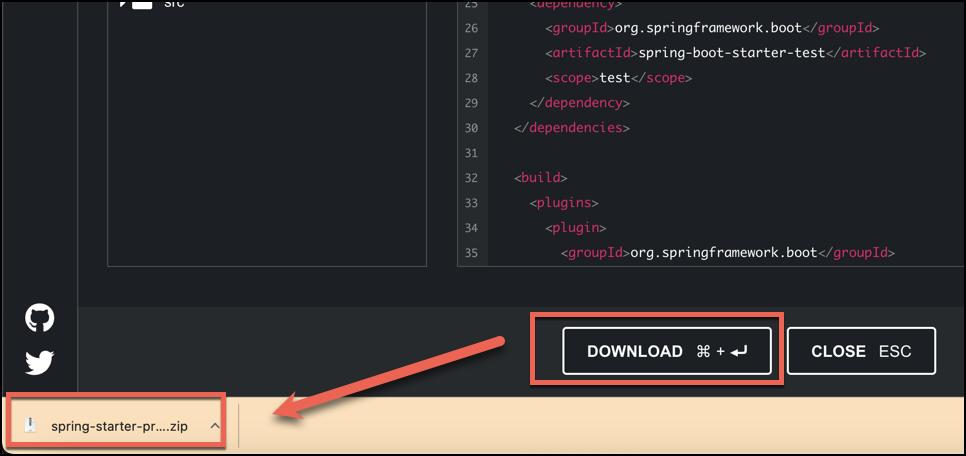 src
25 <dependency>
26 <groupId>org.springframework.boot</groupId>
27 <artifactId>spring-boot-starter-test</artifactId>
28 <scope>test</scope>
29 </dependency>
30 </dependencies>
31
32 <build>
33 <plugins>
34 <plugin>
35 <groupId>org.springframework.boot</groupId>
DOWNLOAD ⌘ + ↵
CLOSE ESC
spring-starter-pr....zip